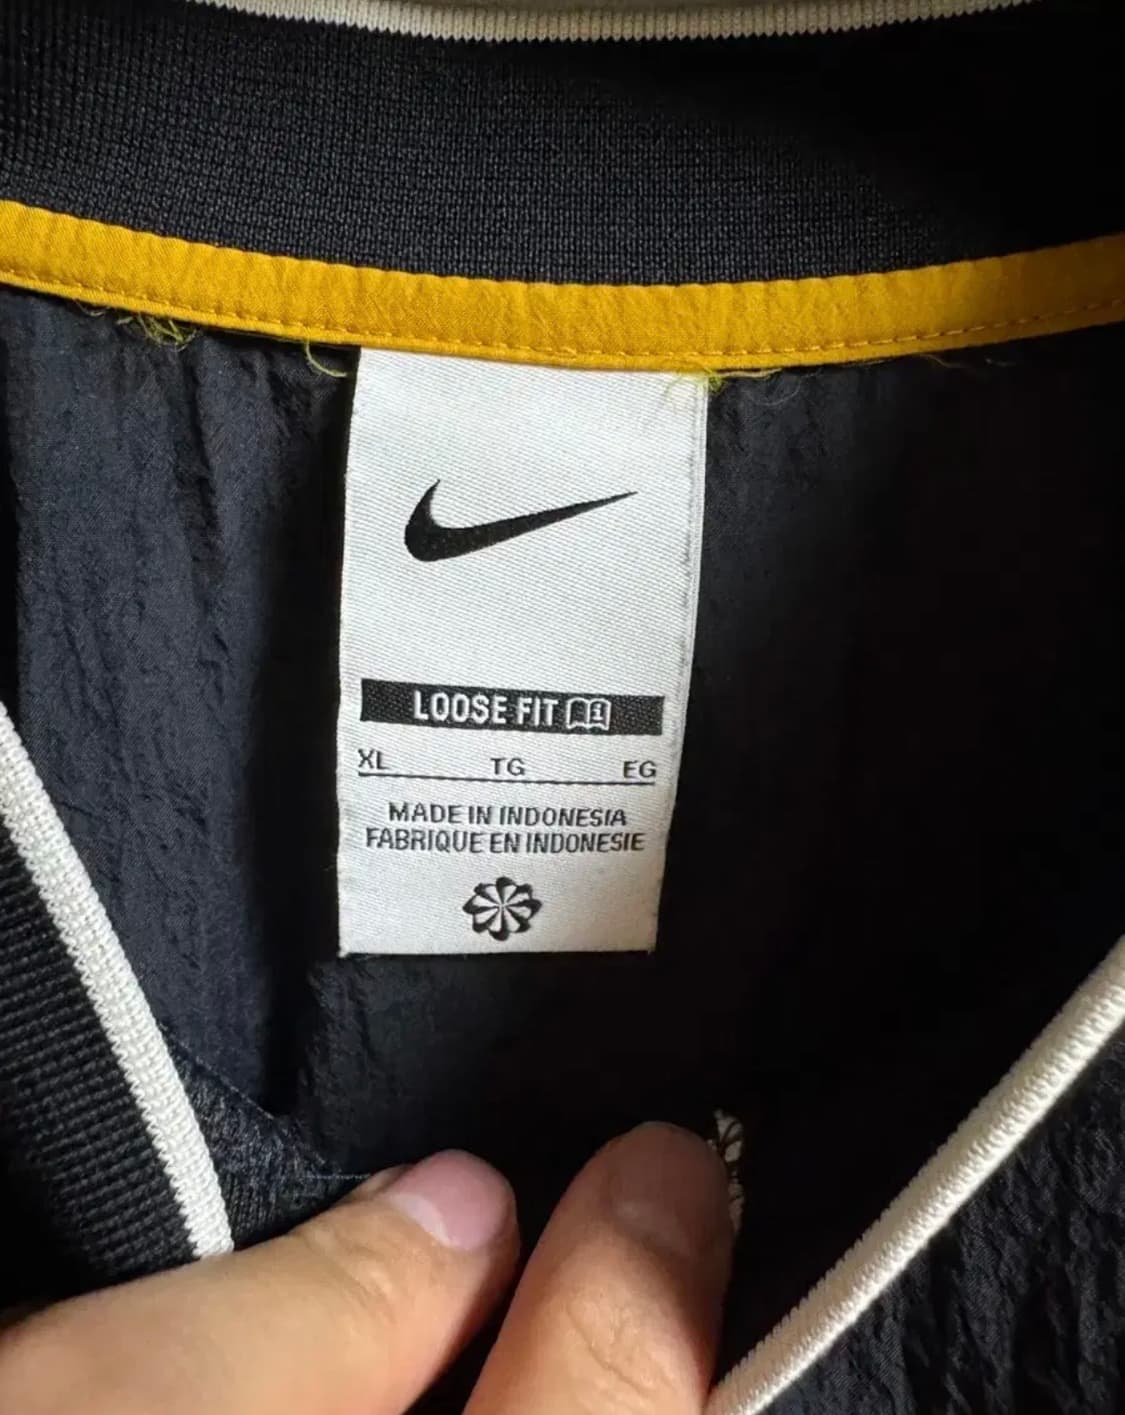 LOOSE FIT
XL TG EG
MADE IN INDONESIA
FABRIQUE EN INDONESIE